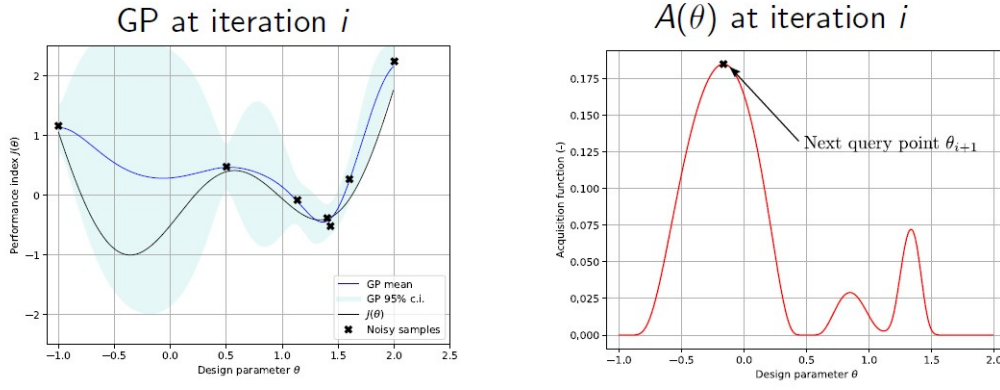 GP at iteration i
2
1
0
−1
−2
Performance index J(θ)
−1.0 −0.5 0.0 0.5 1.0 1.5 2.0 2.5
Design parameter θ
GP mean
GP 95% c.i.
J(θ)
Noisy samples
A(θ) at iteration i
0.175
0.150
0.125
0.100
0.075
0.050
0,025
0,000
Acquisition function (-)
Next query point θi+1
−1.0 −0.5 0.0 0.5 1.0 1.5 2.0
Design parameter θ